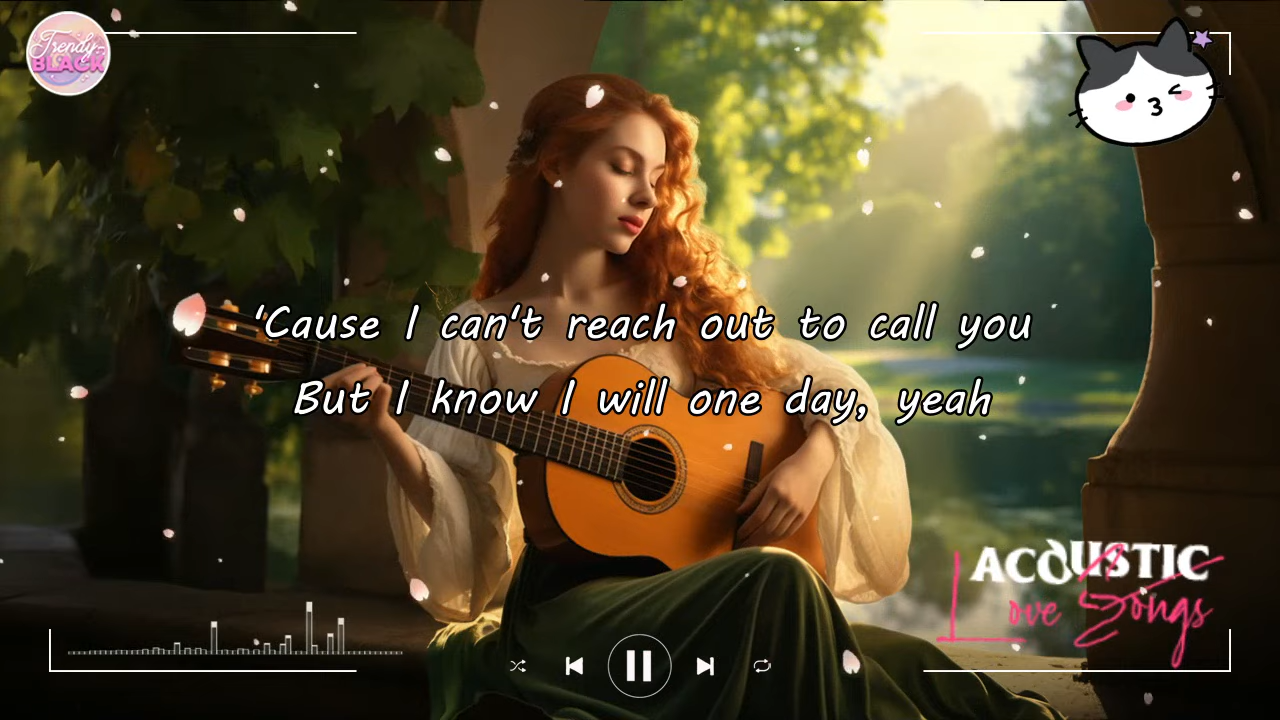 Trendy
BLACK
'Cause I can't reach out to call you
But I know I will one day, yeah
ACOUSTIC
Love Songs